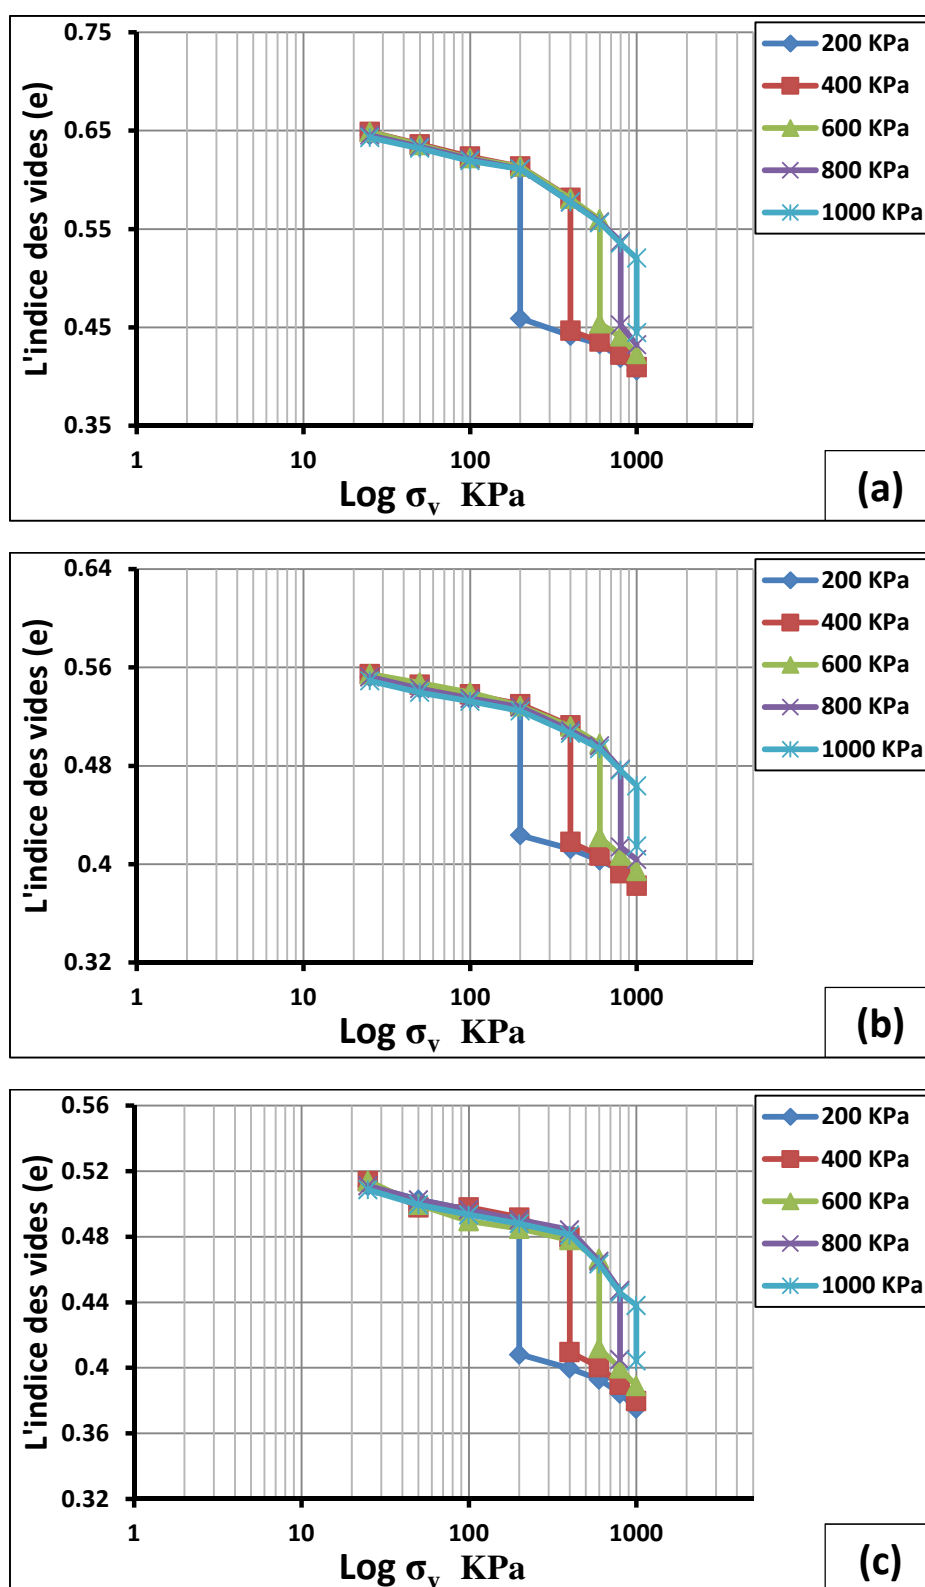 0.75
0.65
0.55
0.45
0.35
L'indice des vides (e)
1 10 100 1000
Log σv KPa
200 KPa
400 KPa
600 KPa
800 KPa
1000 KPa
(a)
0.64
0.56
0.48
0.4
0.32
L'indice des vides (e)
1 10 100 1000
Log σv KPa
200 KPa
400 KPa
600 KPa
800 KPa
1000 KPa
(b)
0.56
0.52
0.48
0.44
0.4
0.36
0.32
L'indice des vides (e)
1 10 100 1000
Log σv KPa
200 KPa
400 KPa
600 KPa
800 KPa
1000 KPa
(c)